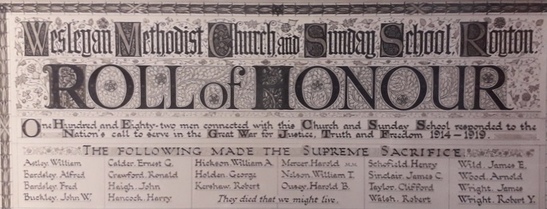 Wesleyan Methodist Church and Sunday School, Royton.
ROLL of HONOUR
One Hundred and Eighty-two men connected with this Church and Sunday School responded to the
Nation's call to serve in the Great War for Justice, Truth and Freedom 1914-1919.
THE FOLLOWING MADE THE SUPREME SACRIFICE
Astley, William Calder, Ernest G. Hickson, William A. Mercer, Harold Schofield, Henry Wild, James E.
Bardsley, Alfred Crawford, Ronald Holden, George Nelson, William T. Sinclair, James C. Wood, Arnold
Bardsley, Fred Haigh, John Kershaw, Robert Ousey, Harold B. Taylor, Clifford Wright, James
Buckley, John W. Hancock, Harry They died that we might live. Walsh, Robert Wright, Robert Y.